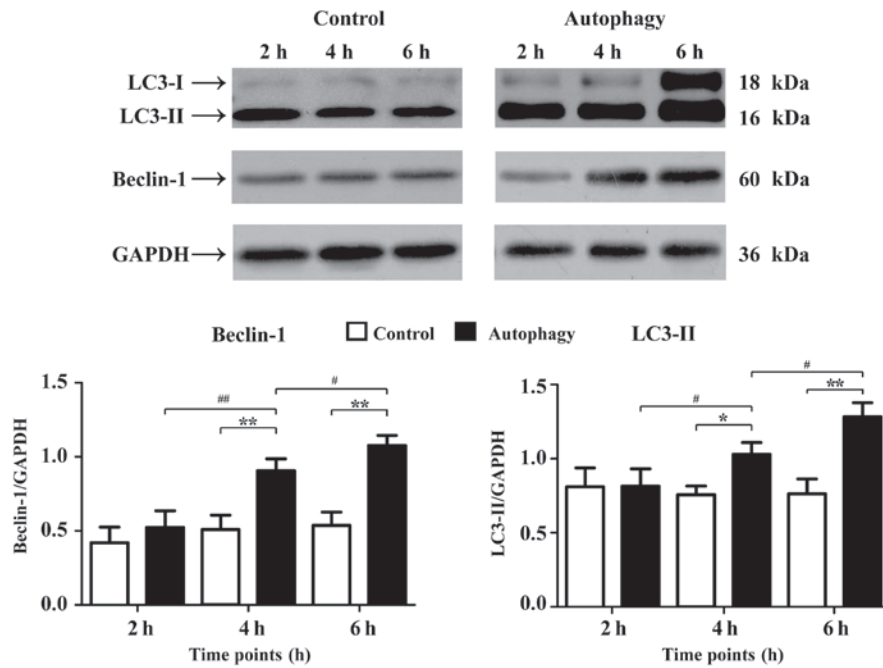 Control Autophagy
2 h 4 h 6 h 2 h 4 h 6 h
LC3-I → 18 kDa
LC3-II → 16 kDa
Beclin-1 → 60 kDa
GAPDH → 36 kDa
Beclin-1 Control Autophagy LC3-II
Beclin-1/GAPDH
1.5
1.0
0.5
0.0
## ** # **
2 h 4 h 6 h
Time points (h)
LC3-II/GAPDH
1.5
1.0
0.5
0.0
# * # **
2 h 4 h 6 h
Time points (h)